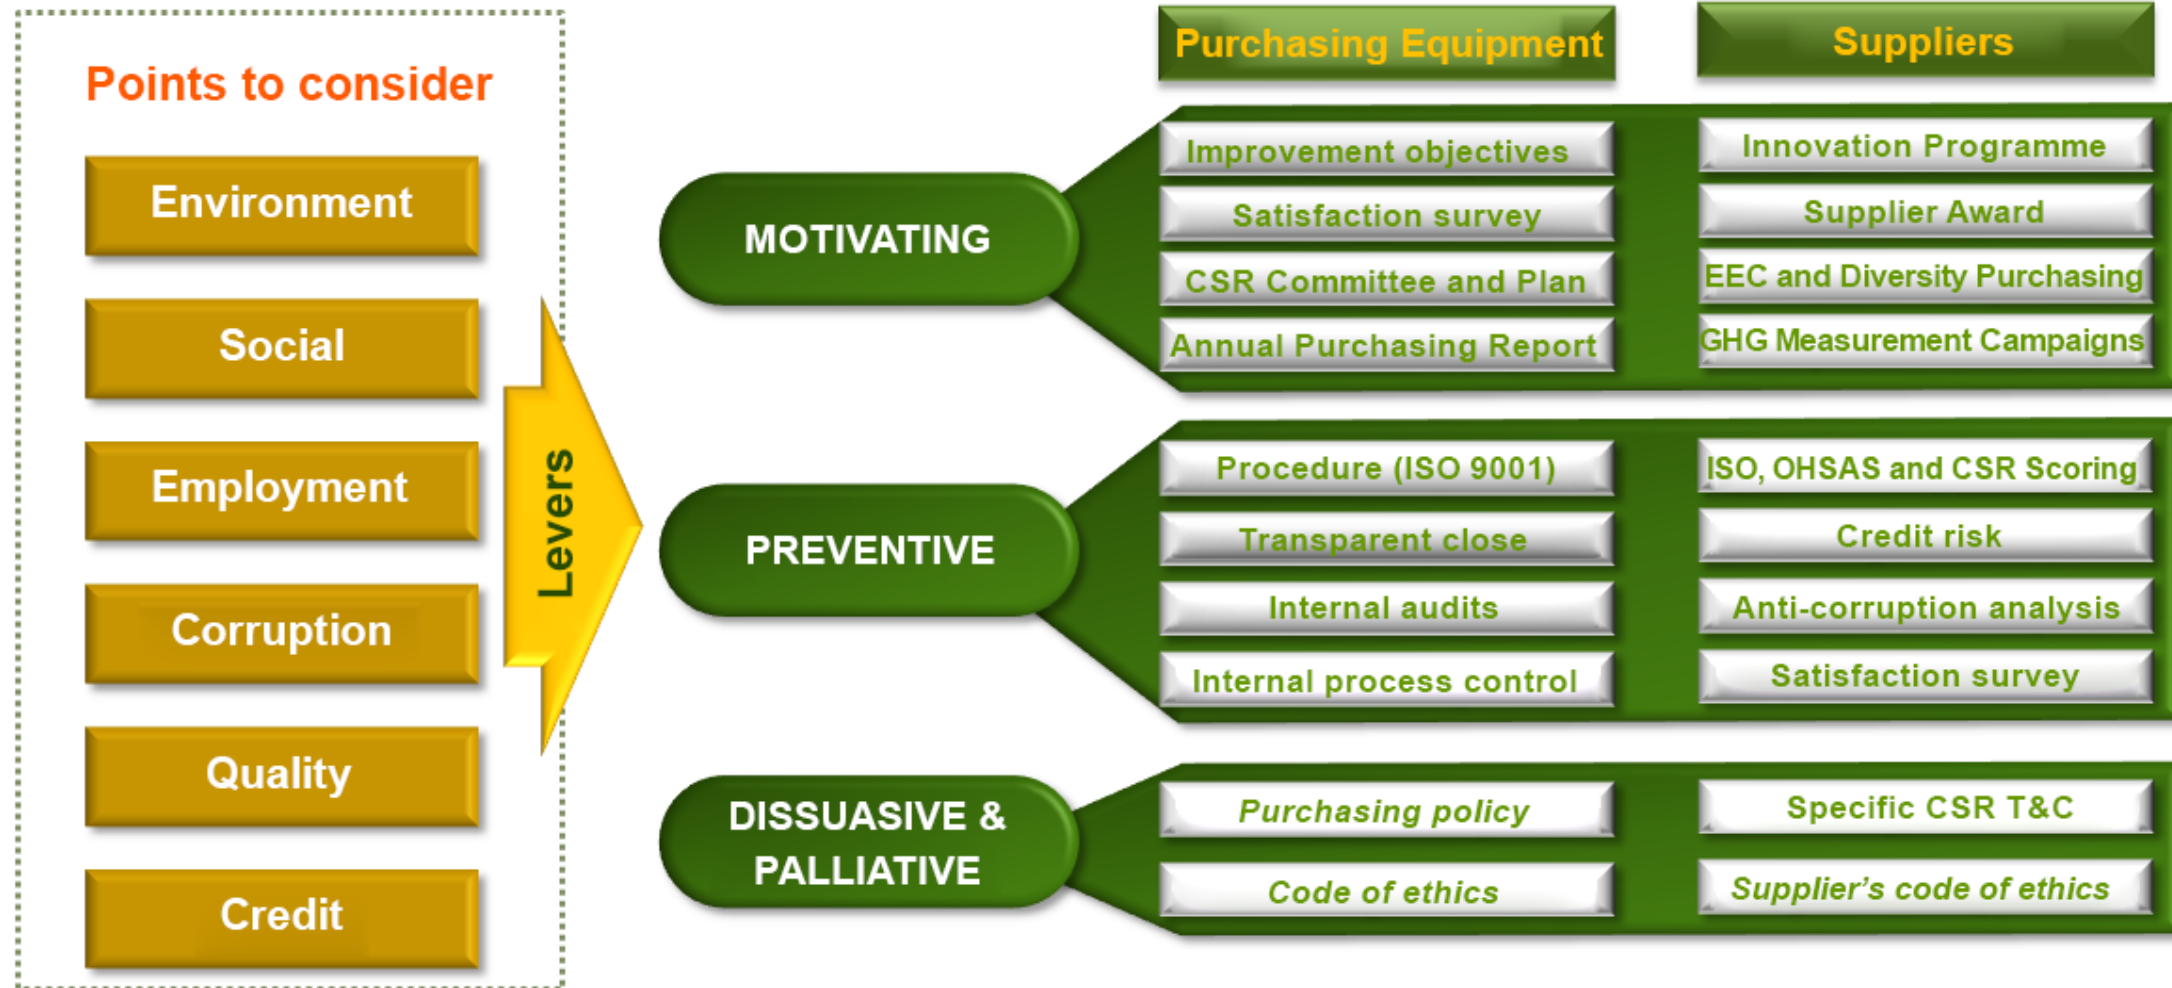 Points to consider
Environment
Social
Employment
Corruption
Quality
Credit
Levers
Purchasing Equipment
Suppliers
MOTIVATING
Improvement objectives
Innovation Programme
Satisfaction survey
Supplier Award
CSR Committee and Plan
EEC and Diversity Purchasing
Annual Purchasing Report
GHG Measurement Campaigns
PREVENTIVE
Procedure (ISO 9001)
ISO, OHSAS and CSR Scoring
Transparent close
Credit risk
Internal audits
Anti-corruption analysis
Internal process control
Satisfaction survey
DISSUASIVE &
PALLIATIVE
Purchasing policy
Specific CSR T&C
Code of ethics
Supplier's code of ethics